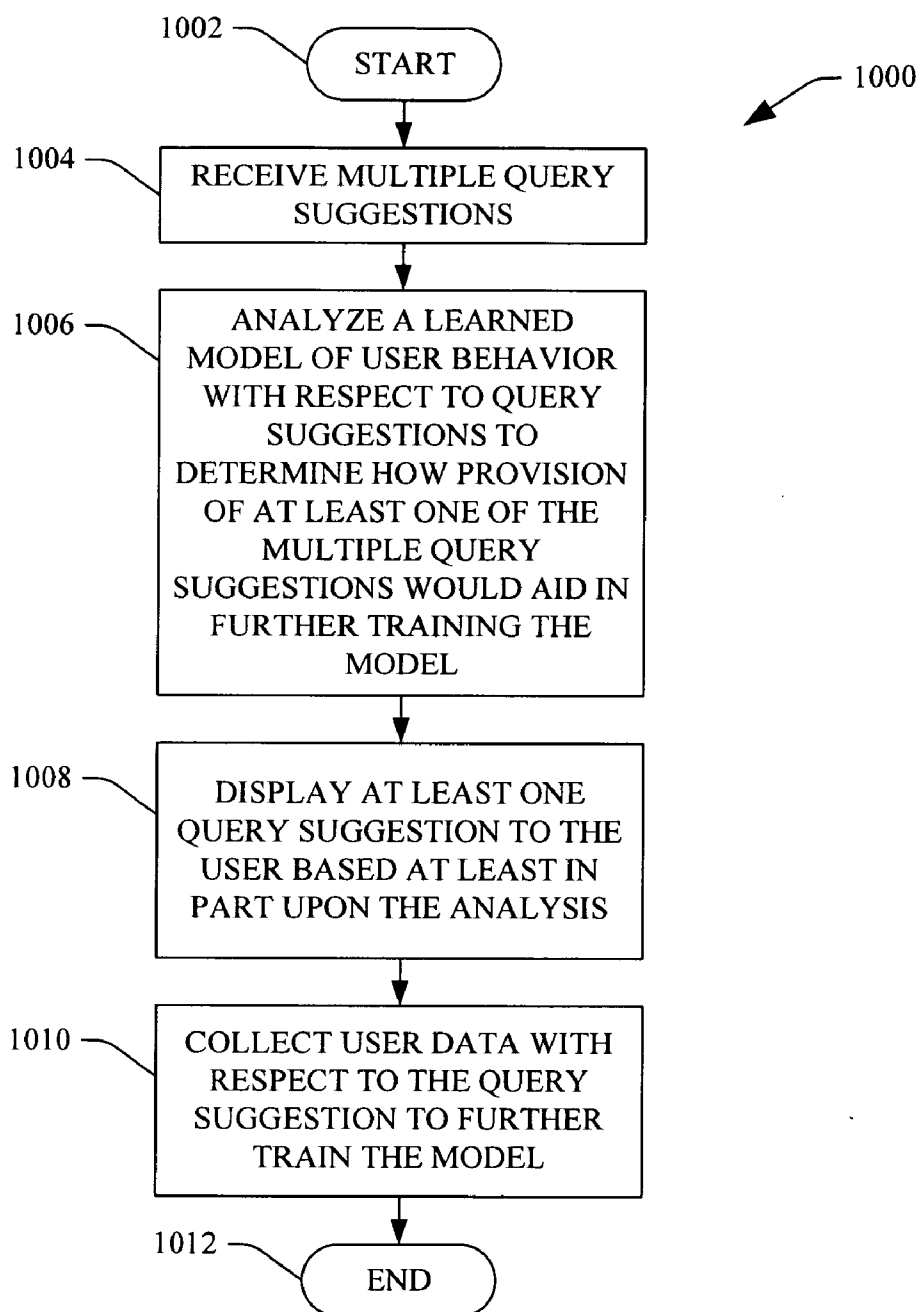 1002
START
1000
1004
RECEIVE MULTIPLE QUERY
SUGGESTIONS
1006
ANALYZE A LEARNED
MODEL OF USER BEHAVIOR
WITH RESPECT TO QUERY
SUGGESTIONS TO
DETERMINE HOW PROVISION
OF AT LEAST ONE OF THE
MULTIPLE QUERY
SUGGESTIONS WOULD AID IN
FURTHER TRAINING THE
MODEL
1008
DISPLAY AT LEAST ONE
QUERY SUGGESTION TO THE
USER BASED AT LEAST IN
PART UPON THE ANALYSIS
1010
COLLECT USER DATA WITH
RESPECT TO THE QUERY
SUGGESTION TO FURTHER
TRAIN THE MODEL
1012
END